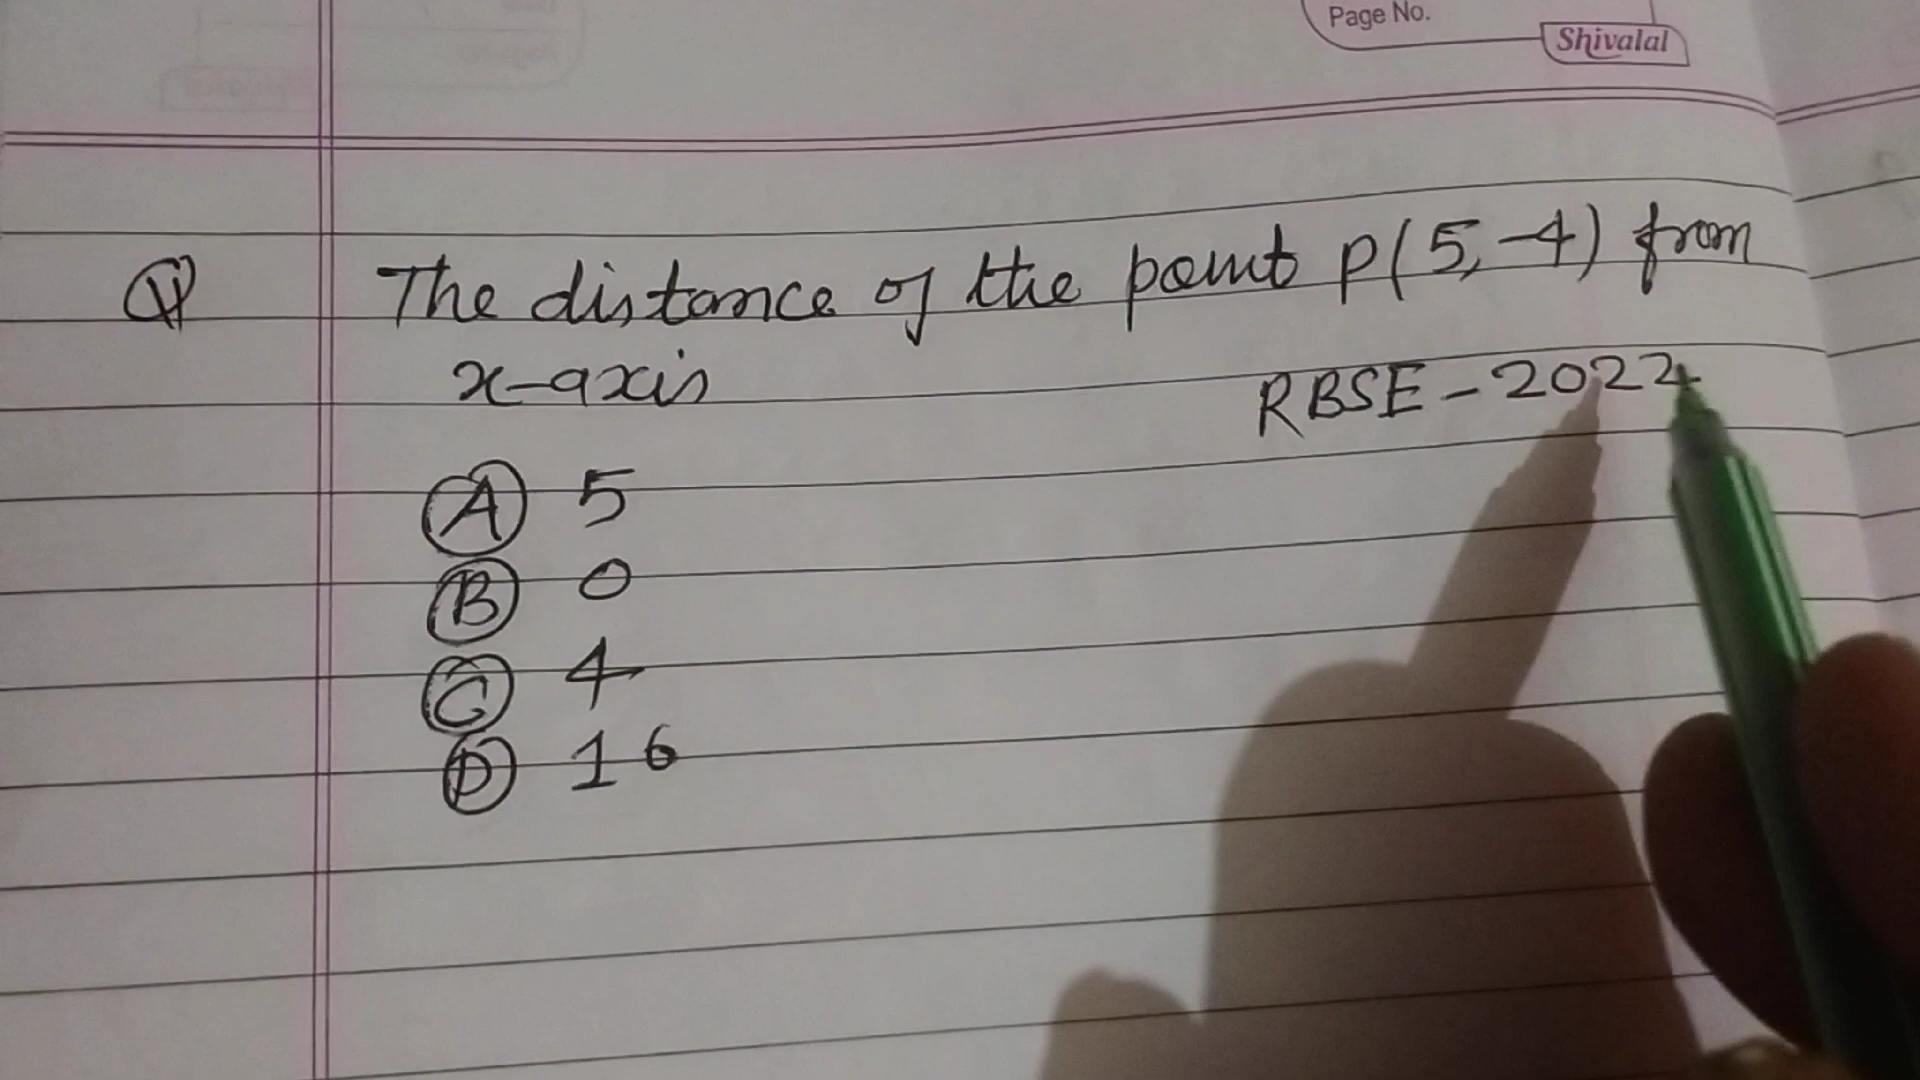 Page No.
Shivalal
Q The distance of the point P(5,-4) from
x-axis
RBSE-2022
(A) 5
(B) 0
(C) 4
(D) 16